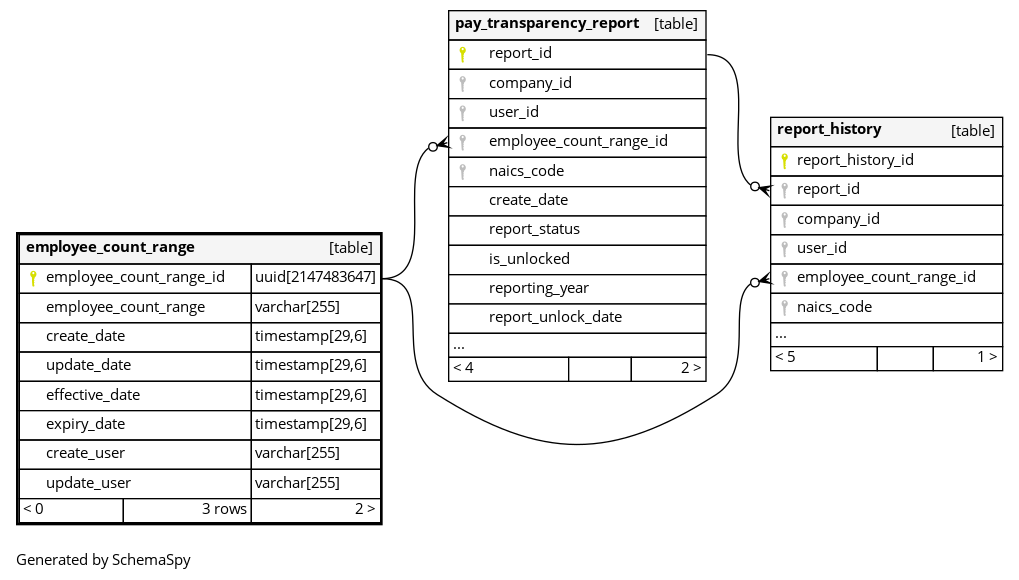 pay_transparency_report [table]
report_id
company_id
user_id
employee_count_range_id
naics_code
create_date
report_status
is_unlocked
reporting_year
report_unlock_date
...
< 4 2 >
report_history [table]
report_history_id
report_id
company_id
user_id
employee_count_range_id
naics_code
...
< 5 1 >
employee_count_range [table]
employee_count_range_id uuid[2147483647]
employee_count_range varchar[255]
create_date timestamp[29,6]
update_date timestamp[29,6]
effective_date timestamp[29,6]
expiry_date timestamp[29,6]
create_user varchar[255]
update_user varchar[255]
< 0 3 rows 2 >
Generated by SchemaSpy